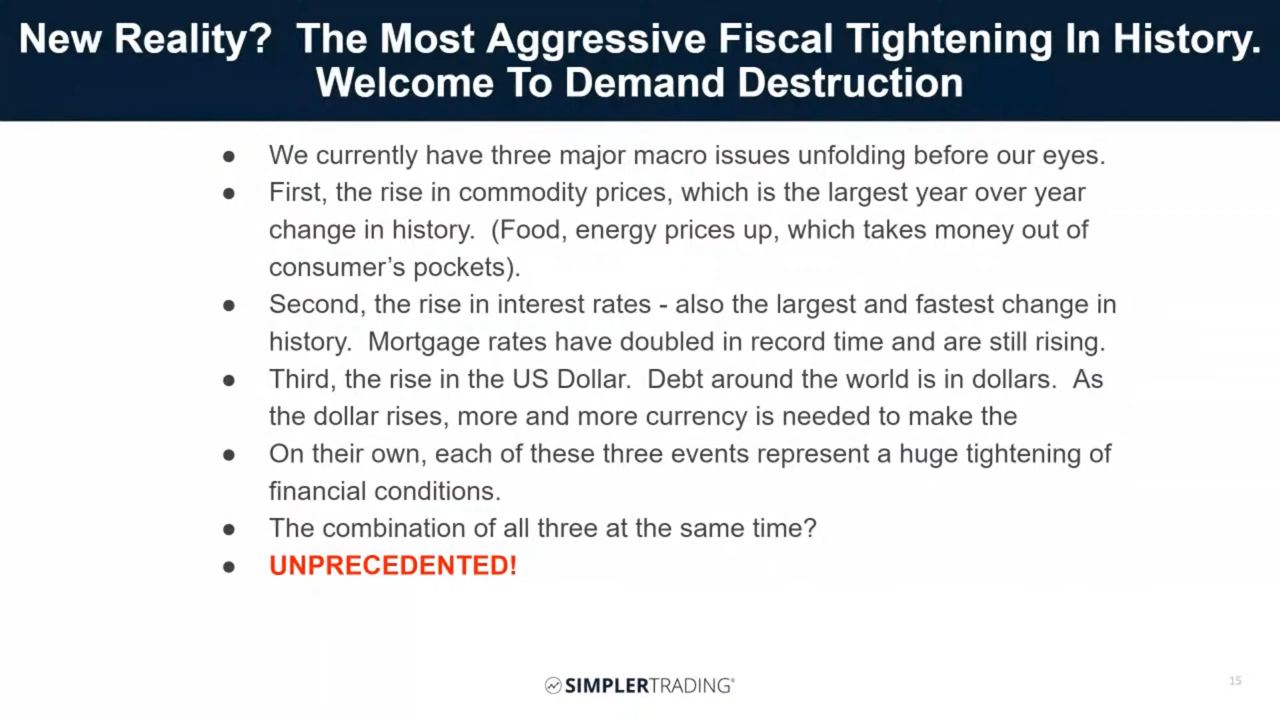 New Reality?  The Most Aggressive Fiscal Tightening In History.
Welcome To Demand Destruction
● We currently have three major macro issues unfolding before our eyes.
● First, the rise in commodity prices, which is the largest year over year
change in history.  (Food, energy prices up, which takes money out of
consumer’s pockets).
● Second, the rise in interest rates - also the largest and fastest change in
history.  Mortgage rates have doubled in record time and are still rising.
● Third, the rise in the US Dollar.  Debt around the world is in dollars.  As
the dollar rises, more and more currency is needed to make the
● On their own, each of these three events represent a huge tightening of
financial conditions.
● The combination of all three at the same time?
● UNPRECEDENTED!
SIMPLERTRADING®
15